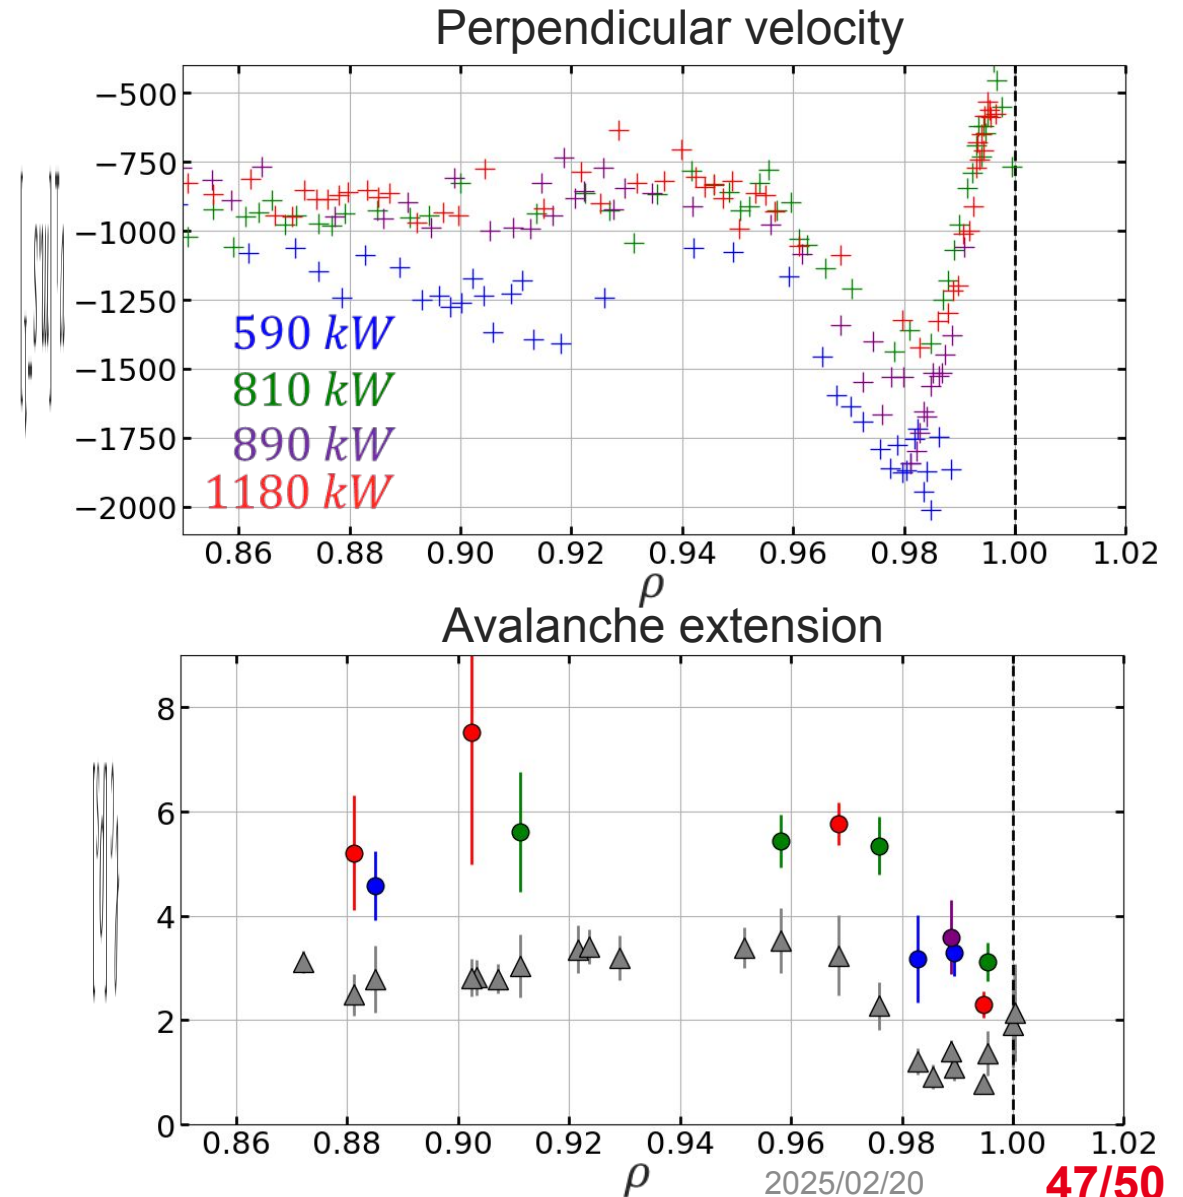 Perpendicular velocity
−500
−750
−1000
−1250
−1500
−1750
−2000
590 kW
810 kW
890 kW
1180 kW
0.86 0.88 0.90 0.92 0.94 0.96 0.98 1.00 1.02
ρ
Avalanche extension
8
6
4
2
0
0.86 0.88 0.90 0.92 0.94 0.96 0.98 1.00 1.02
ρ
2025/02/20
47/50